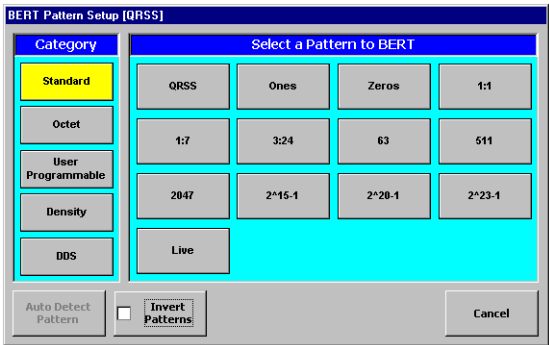 BERT Pattern Setup [QRSS]
Category
Select a Pattern to BERT
Standard
QRSS
Ones
Zeros
1:1
Octet
1:7
3:24
63
511
User
Programmable
2047
2^15-1
2^20-1
2^23-1
Density
Live
DDS
Auto Detect
Pattern
Invert
Patterns
Cancel